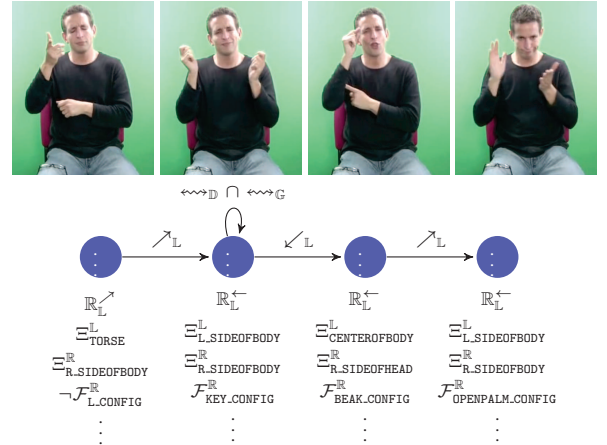 ↭𝔻 ∩ ↭𝔾
↗𝕃 ↙𝕃 ↗𝕃
⋮ ⋮ ⋮ ⋮
ℝ𝕃↗ ℝ𝕃← ℝ𝕃← ℝ𝕃←
Ξ𝕃TORSE Ξ𝕃L_SIDEOFBODY Ξ𝕃CENTEROFBODY Ξ𝕃L_SIDEOFBODY
ΞℝR_SIDEOFBODY ΞℝR_SIDEOFBODY ΞℝR_SIDEOFHEAD ΞℝR_SIDEOFBODY
¬ℱℝL_CONFIG ℱℝKEY_CONFIG ℱℝBEAK_CONFIG ℱℝOPENPALM_CONFIG
⋮ ⋮ ⋮ ⋮